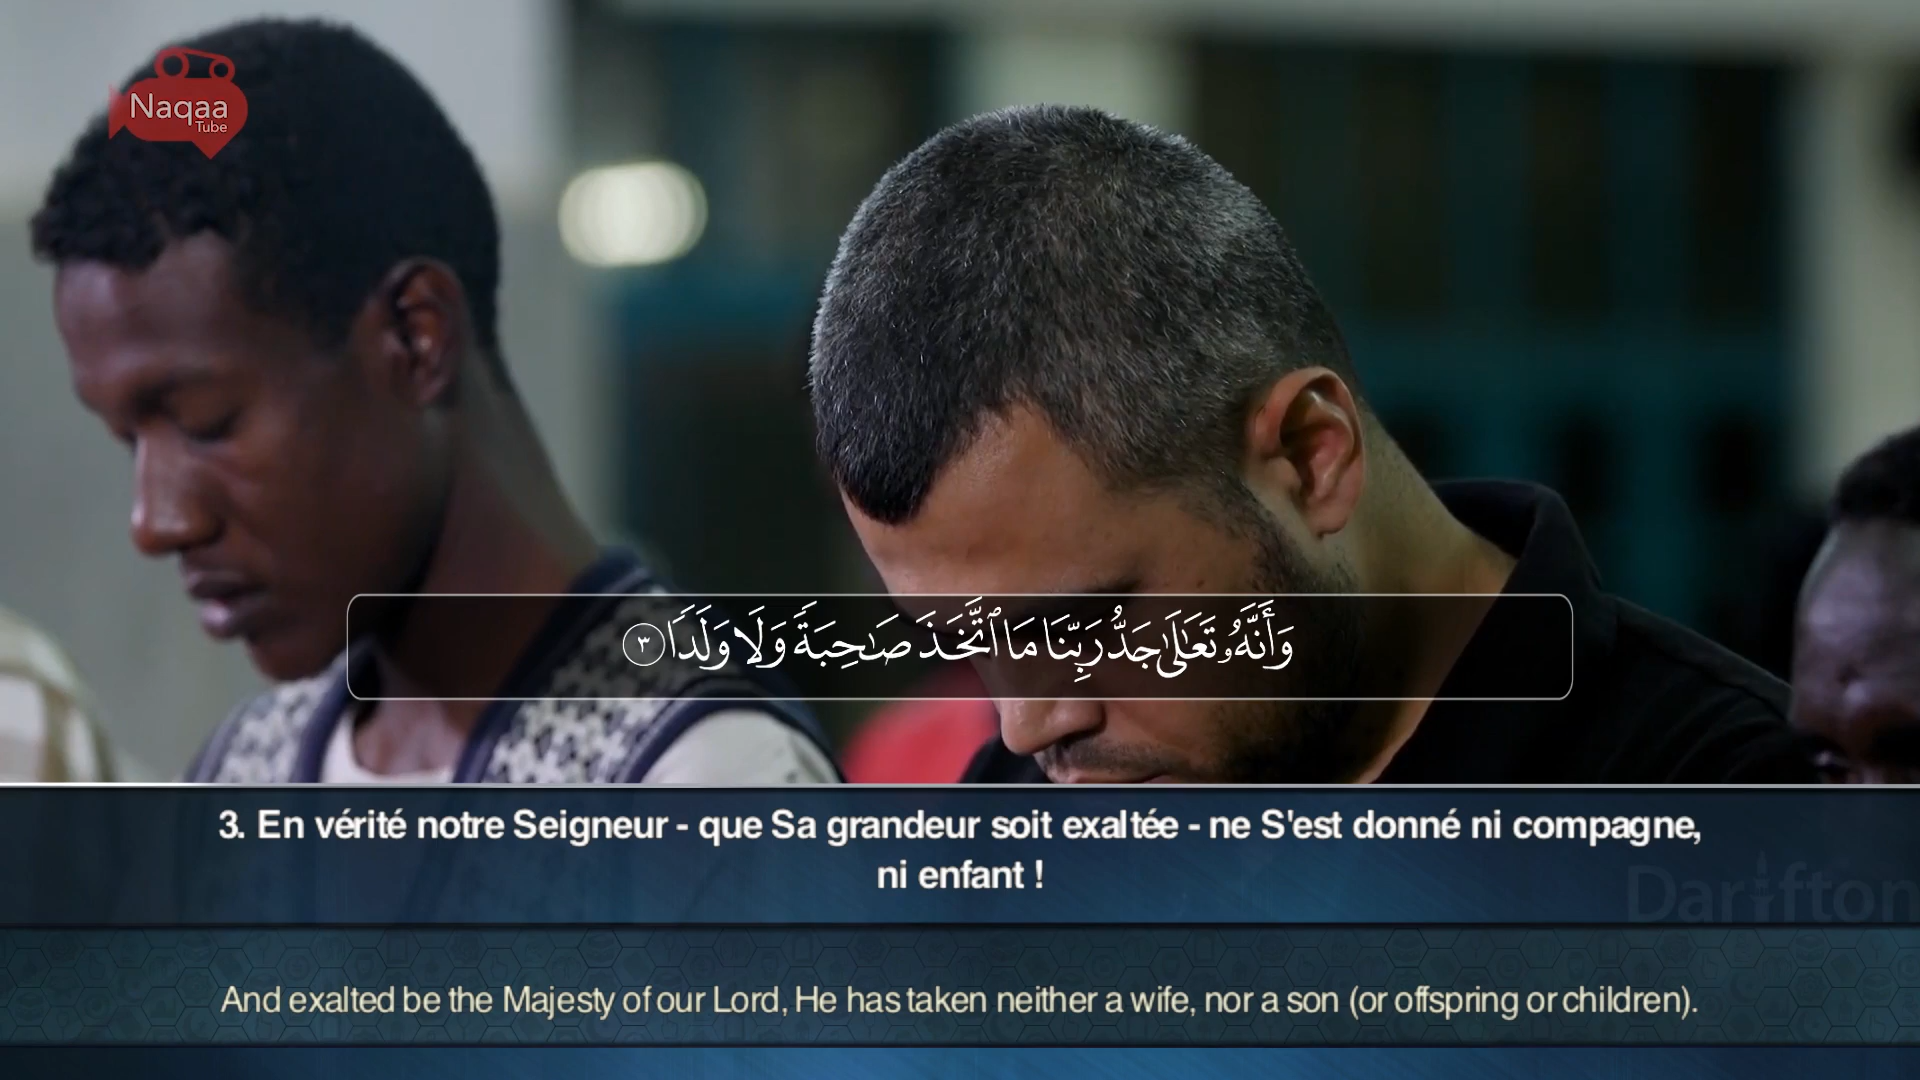 Naqaa
Tube
وَأَنَّهُۥ تَعَٰلَىٰ جَدُّ رَبِّنَا مَا ٱتَّخَذَ صَٰحِبَةً وَلَا وَلَدًا ٣
3. En vérité notre Seigneur - que Sa grandeur soit exaltée - ne S'est donné ni compagne,
ni enfant !
Darifton
And exalted be the Majesty of our Lord, He has taken neither a wife, nor a son (or offspring or children).